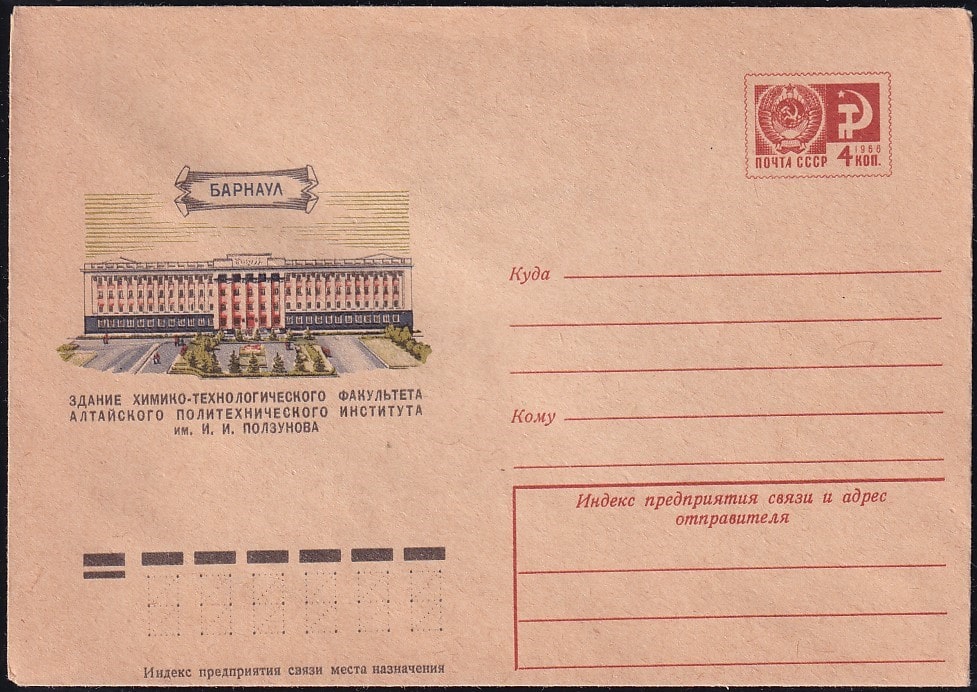 ПОЧТА СССР
1966
4 КОП.
БАРНАУЛ
ЗДАНИЕ ХИМИКО-ТЕХНОЛОГИЧЕСКОГО ФАКУЛЬТЕТА
АЛТАЙСКОГО ПОЛИТЕХНИЧЕСКОГО ИНСТИТУТА
им. И. И. ПОЛЗУНОВА
Куда
Кому
Индекс предприятия связи и адрес
отправителя
Индекс предприятия связи места назначения